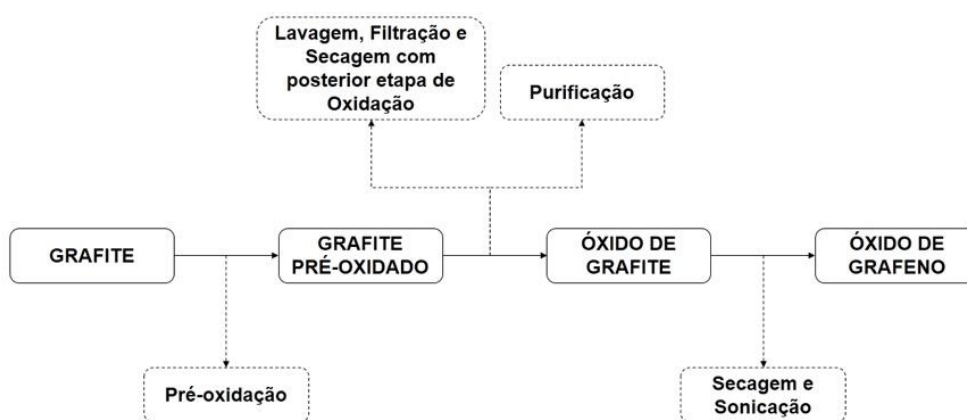 Lavagem, Filtração e
Secagem com
posterior etapa de
Oxidação
Purificação
GRAFITE
GRAFITE
PRÉ-OXIDADO
ÓXIDO DE
GRAFITE
ÓXIDO DE
GRAFENO
Pré-oxidação
Secagem e
Sonicação